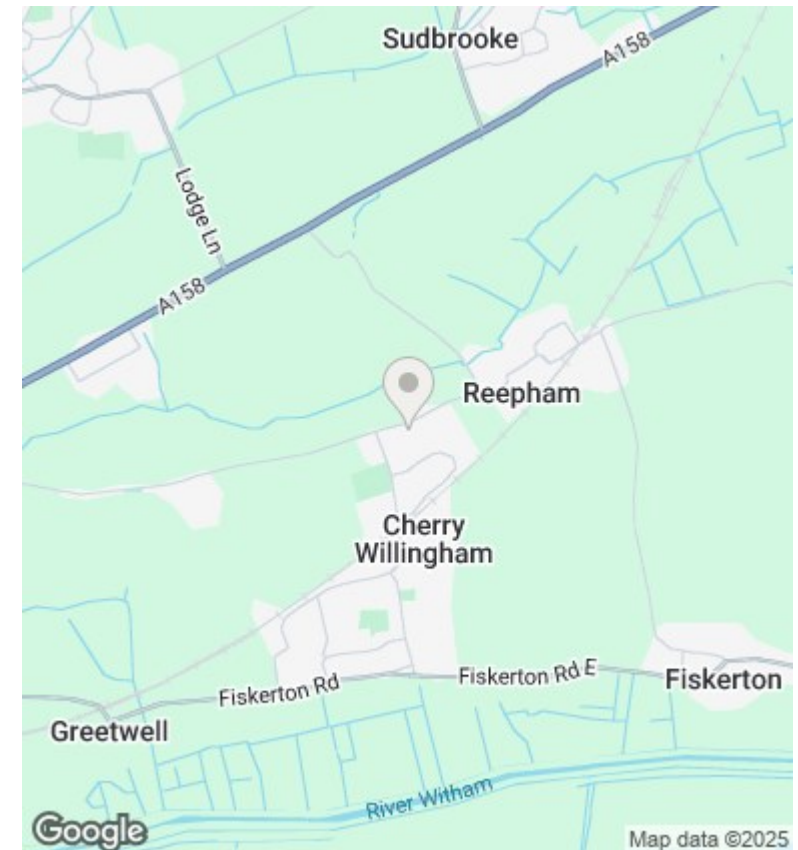 Sudbrooke
A158
Lodge Ln
A158
Reepham
Cherry
Willingham
Fiskerton Rd
Fiskerton Rd E
Fiskerton
Greetwell
River Witham
Google
Map data ©2025